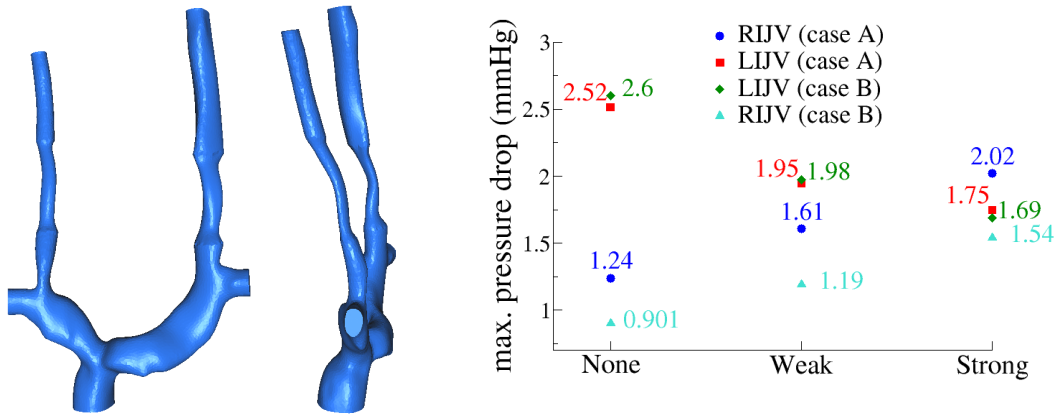 max. pressure drop (mmHg)
3
2.5
2
1.5
1
RIJV (case A)
LIJV (case A)
LIJV (case B)
RIJV (case B)
2.52 2.6
1.24
0.901
1.95 1.98
1.61
1.19
2.02
1.75
1.69
1.54
None Weak Strong